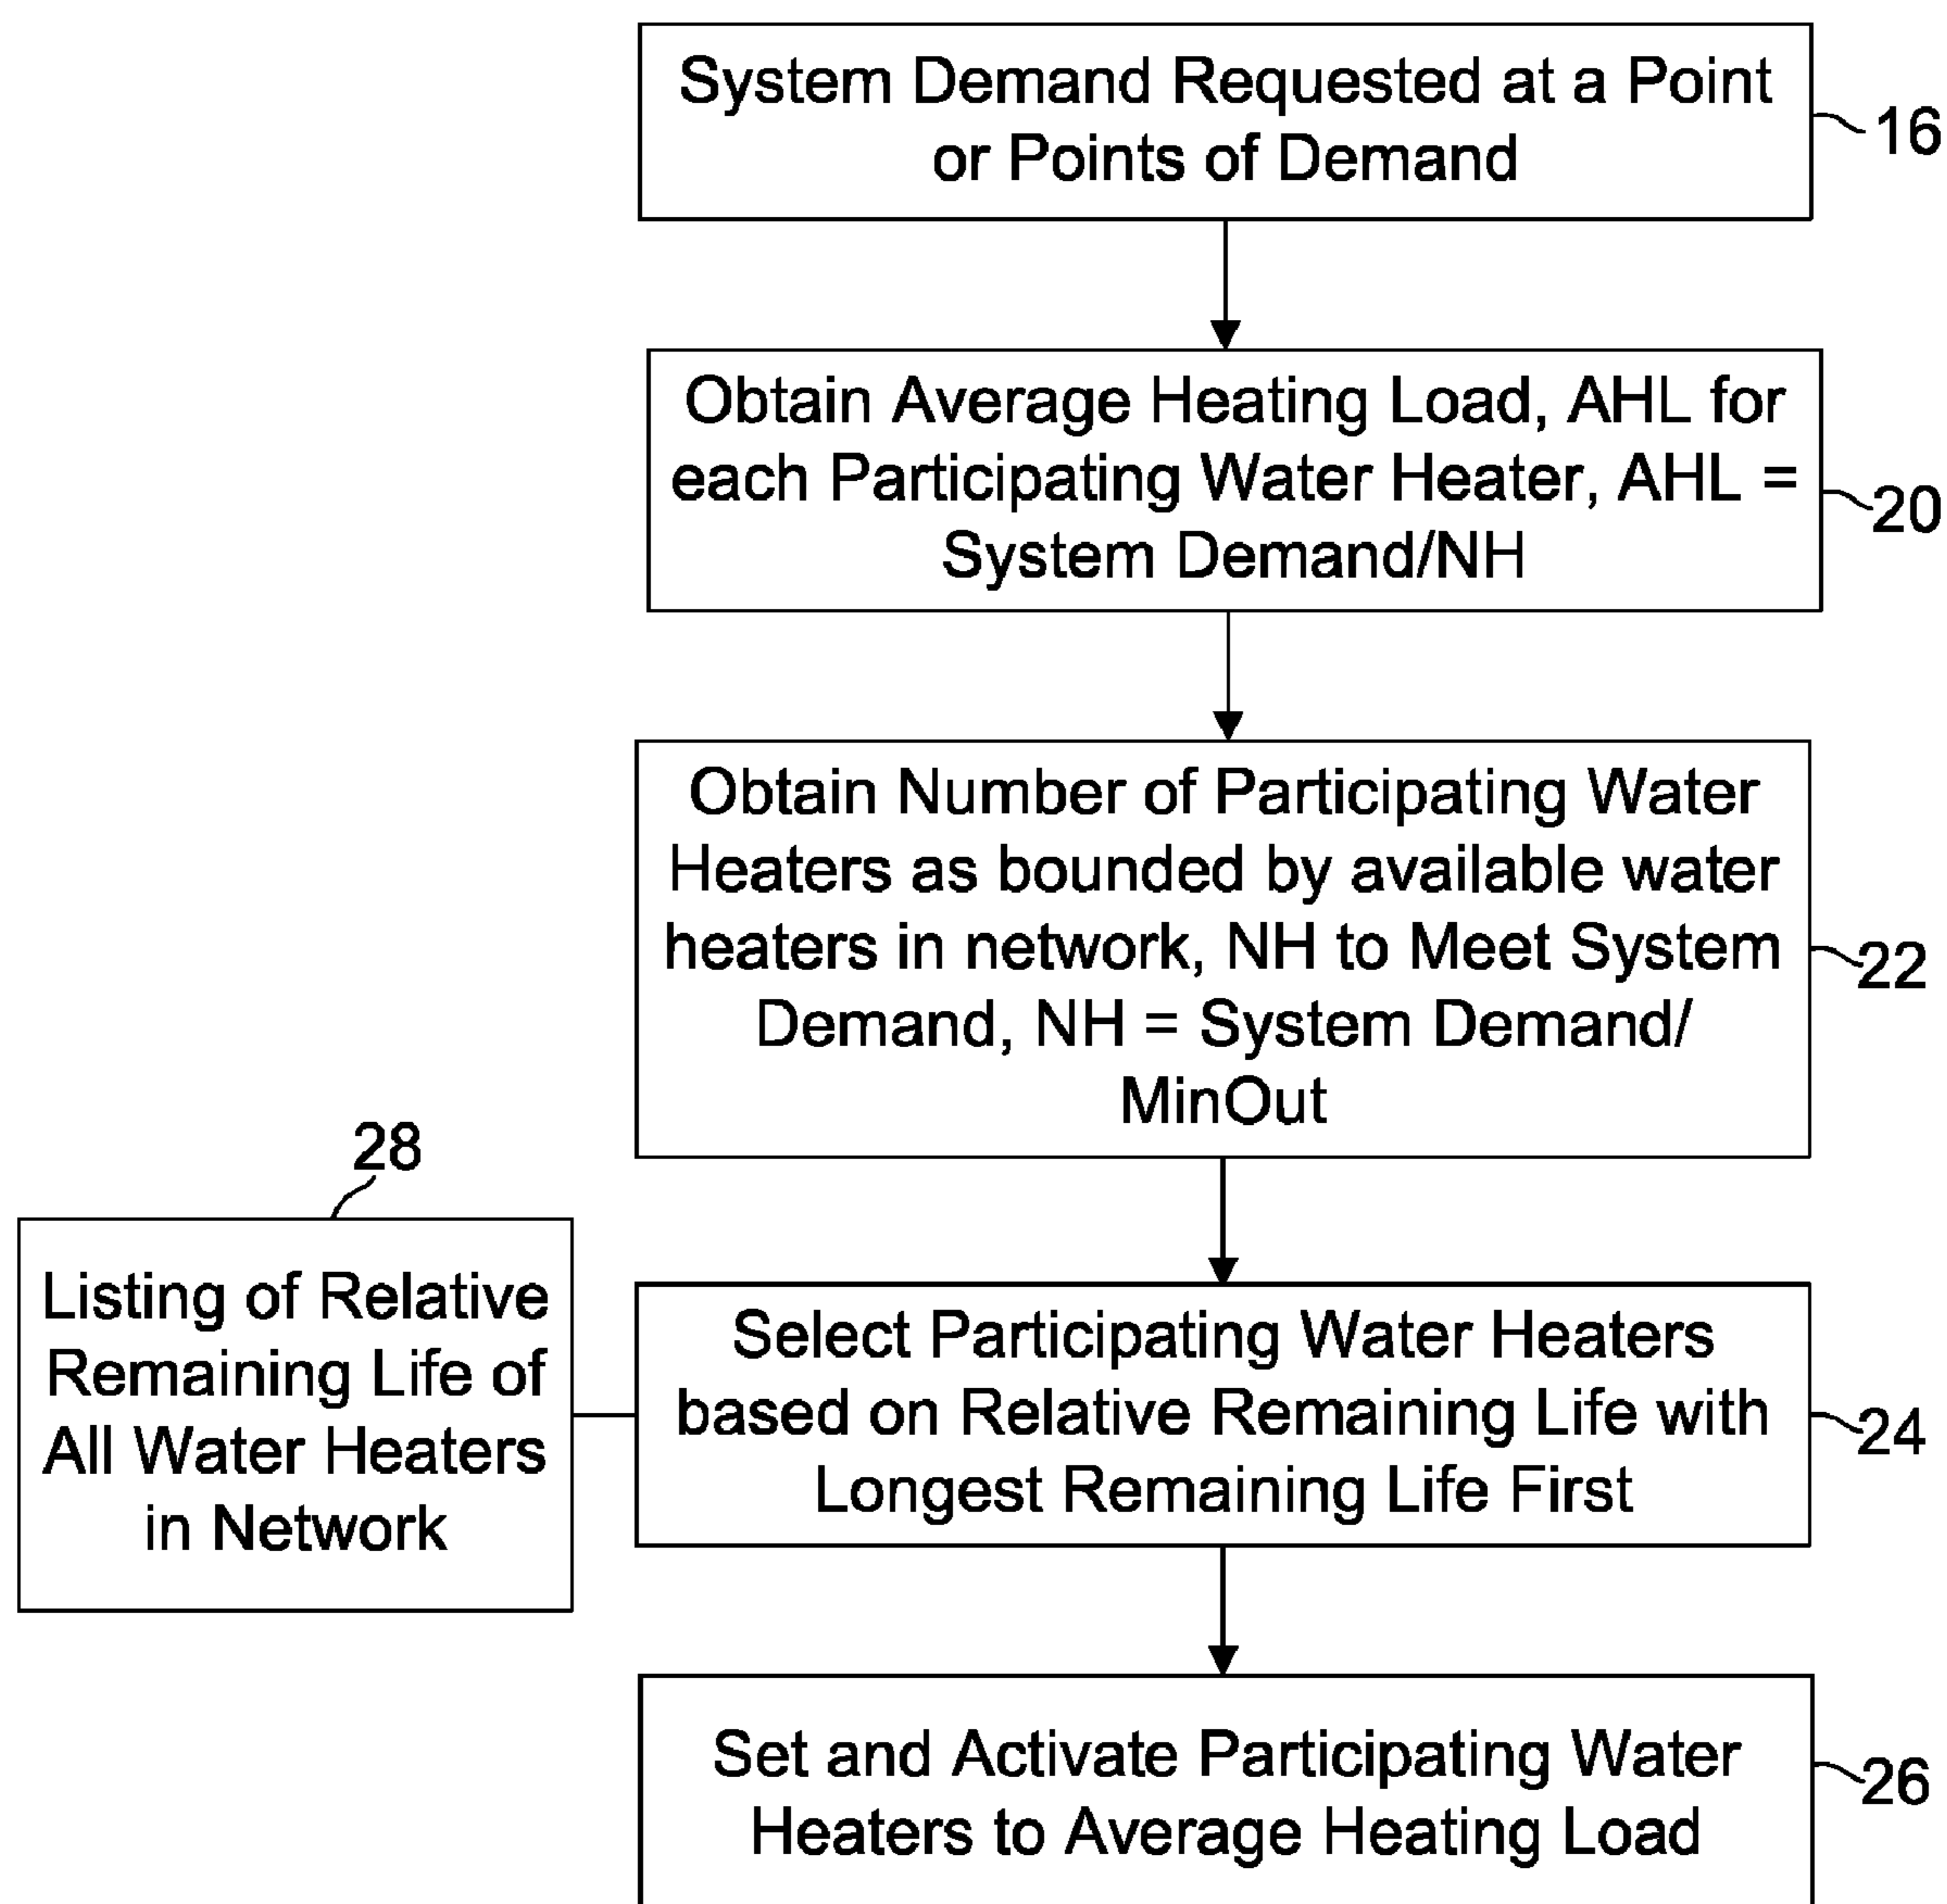 System Demand Requested at a Point
or Points of Demand
16
Obtain Average Heating Load, AHL for
each Participating Water Heater, AHL =
System Demand/NH
20
Obtain Number of Participating Water
Heaters as bounded by available water
heaters in network, NH to Meet System
Demand, NH = System Demand/
MinOut
22
28
Listing of Relative
Remaining Life of
All Water Heaters
in Network
Select Participating Water Heaters
based on Relative Remaining Life with
Longest Remaining Life First
24
Set and Activate Participating Water
Heaters to Average Heating Load
26